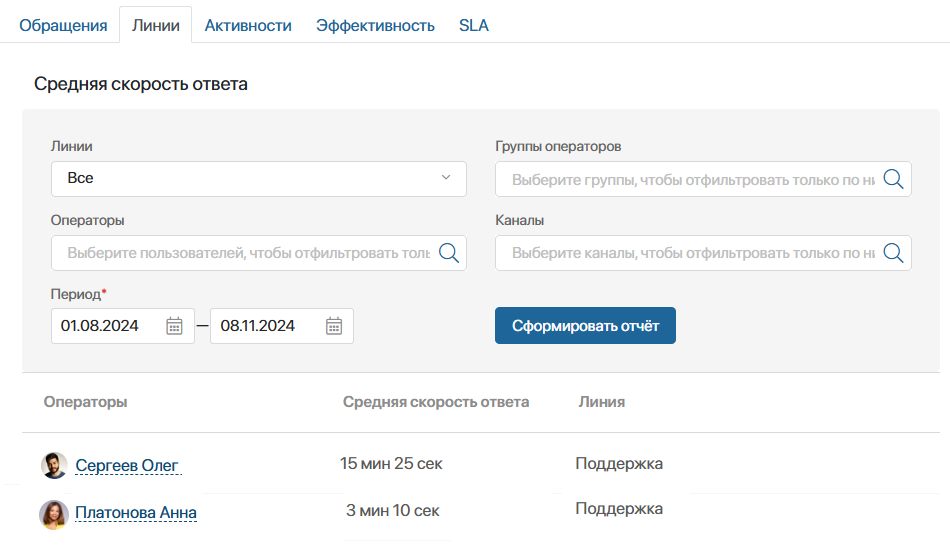 Обращения Линии Активности Эффективность SLA
Средняя скорость ответа
Линии Группы операторов
Все Выберите группы, чтобы отфильтровать только по ни
Операторы Каналы
Выберите пользователей, чтобы отфильтровать толь Выберите каналы, чтобы отфильтровать только по ни
Период*
01.08.2024 — 08.11.2024 Сформировать отчёт
Операторы Средняя скорость ответа Линия
Сергеев Олег 15 мин 25 сек Поддержка
Платонова Анна 3 мин 10 сек Поддержка